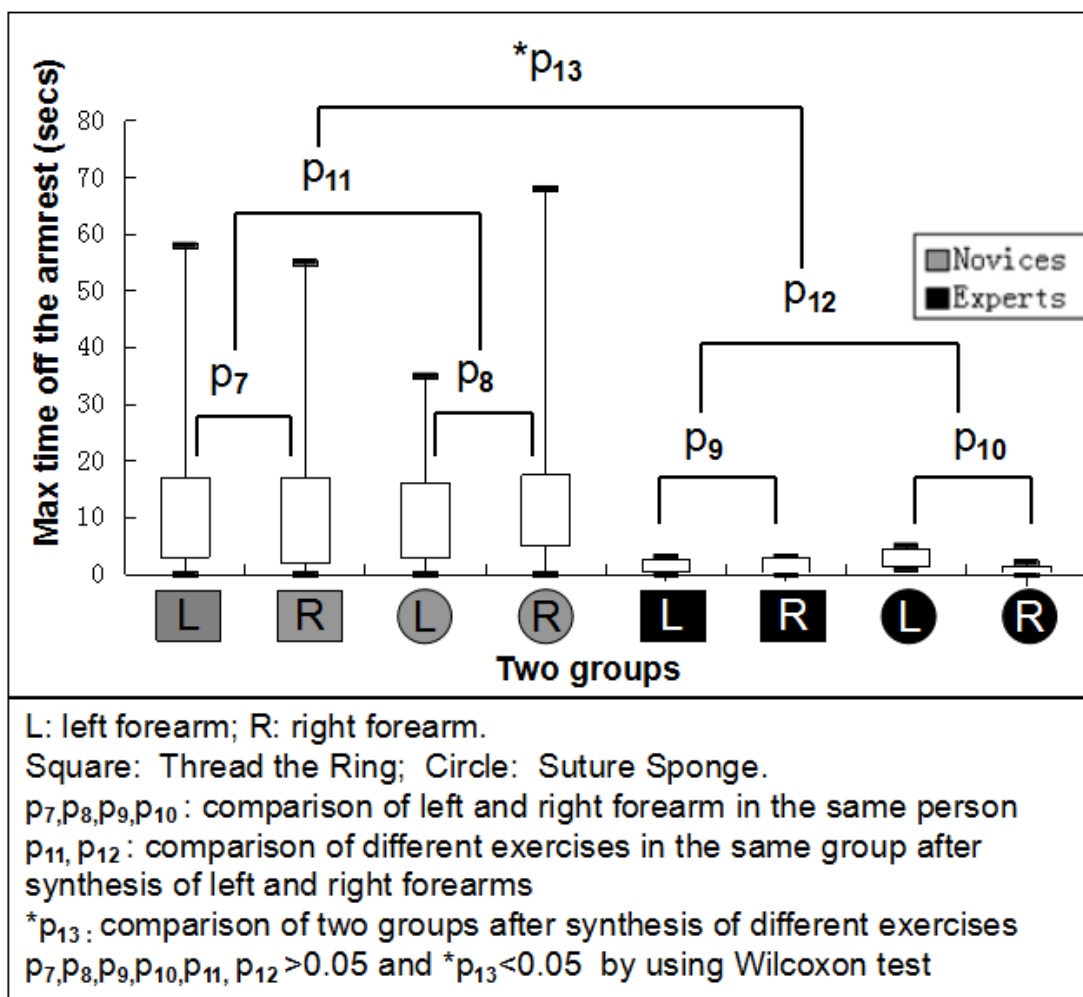 *p13
Max time off the armrest (secs)
80
70
60
50
40
30
20
10
0
p11
p12
p7
p8
p9
p10
Novices
Experts
L R L R L R L R
Two groups
L: left forearm; R: right forearm.
Square: Thread the Ring; Circle: Suture Sponge.
p7,p8,p9,p10 : comparison of left and right forearm in the same person
p11, p12 : comparison of different exercises in the same group after
synthesis of left and right forearms
*p13 : comparison of two groups after synthesis of different exercises
p7,p8,p9,p10,p11, p12 >0.05 and *p13<0.05 by using Wilcoxon test